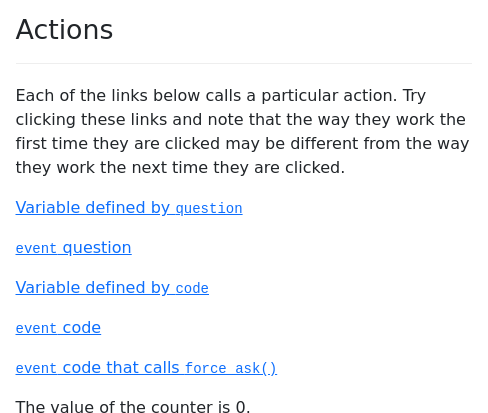 Actions
Each of the links below calls a particular action. Try
clicking these links and note that the way they work the
first time they are clicked may be different from the way
they work the next time they are clicked.
Variable defined by question
event question
Variable defined by code
event code
event code that calls force_ask()
The value of the counter is 0.